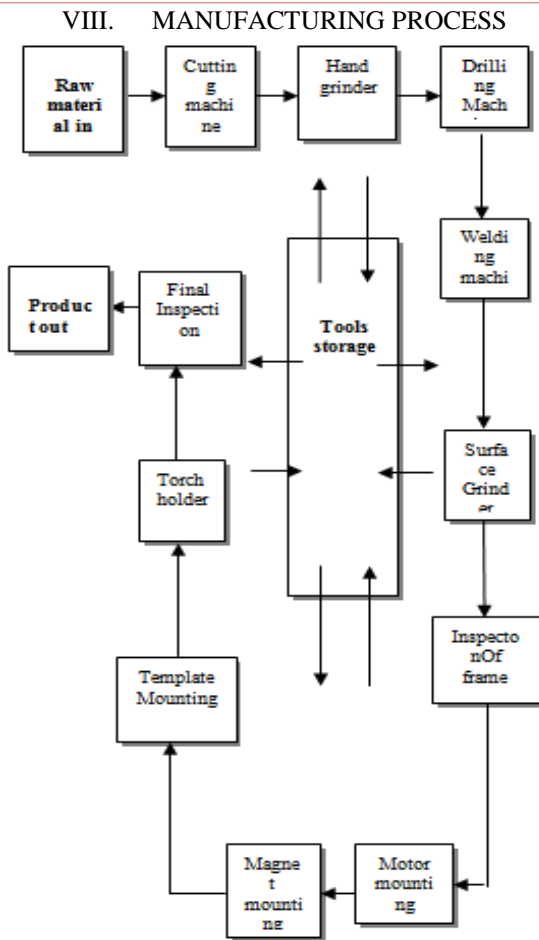 VIII. MANUFACTURING PROCESS
Raw
materi
al in
Cuttin
g
machi
ne
Hand
grinder
Drilli
ng
Mach
Weldi
ng
machi
Produc
t out
Final
Inspecti
on
Tools
storage
Torch
holder
Surfa
ce
Grind
er
Template
Mounting
Inspecto
nOf
frame
Magne
t
mounti
ng
Motor
mounti
ng